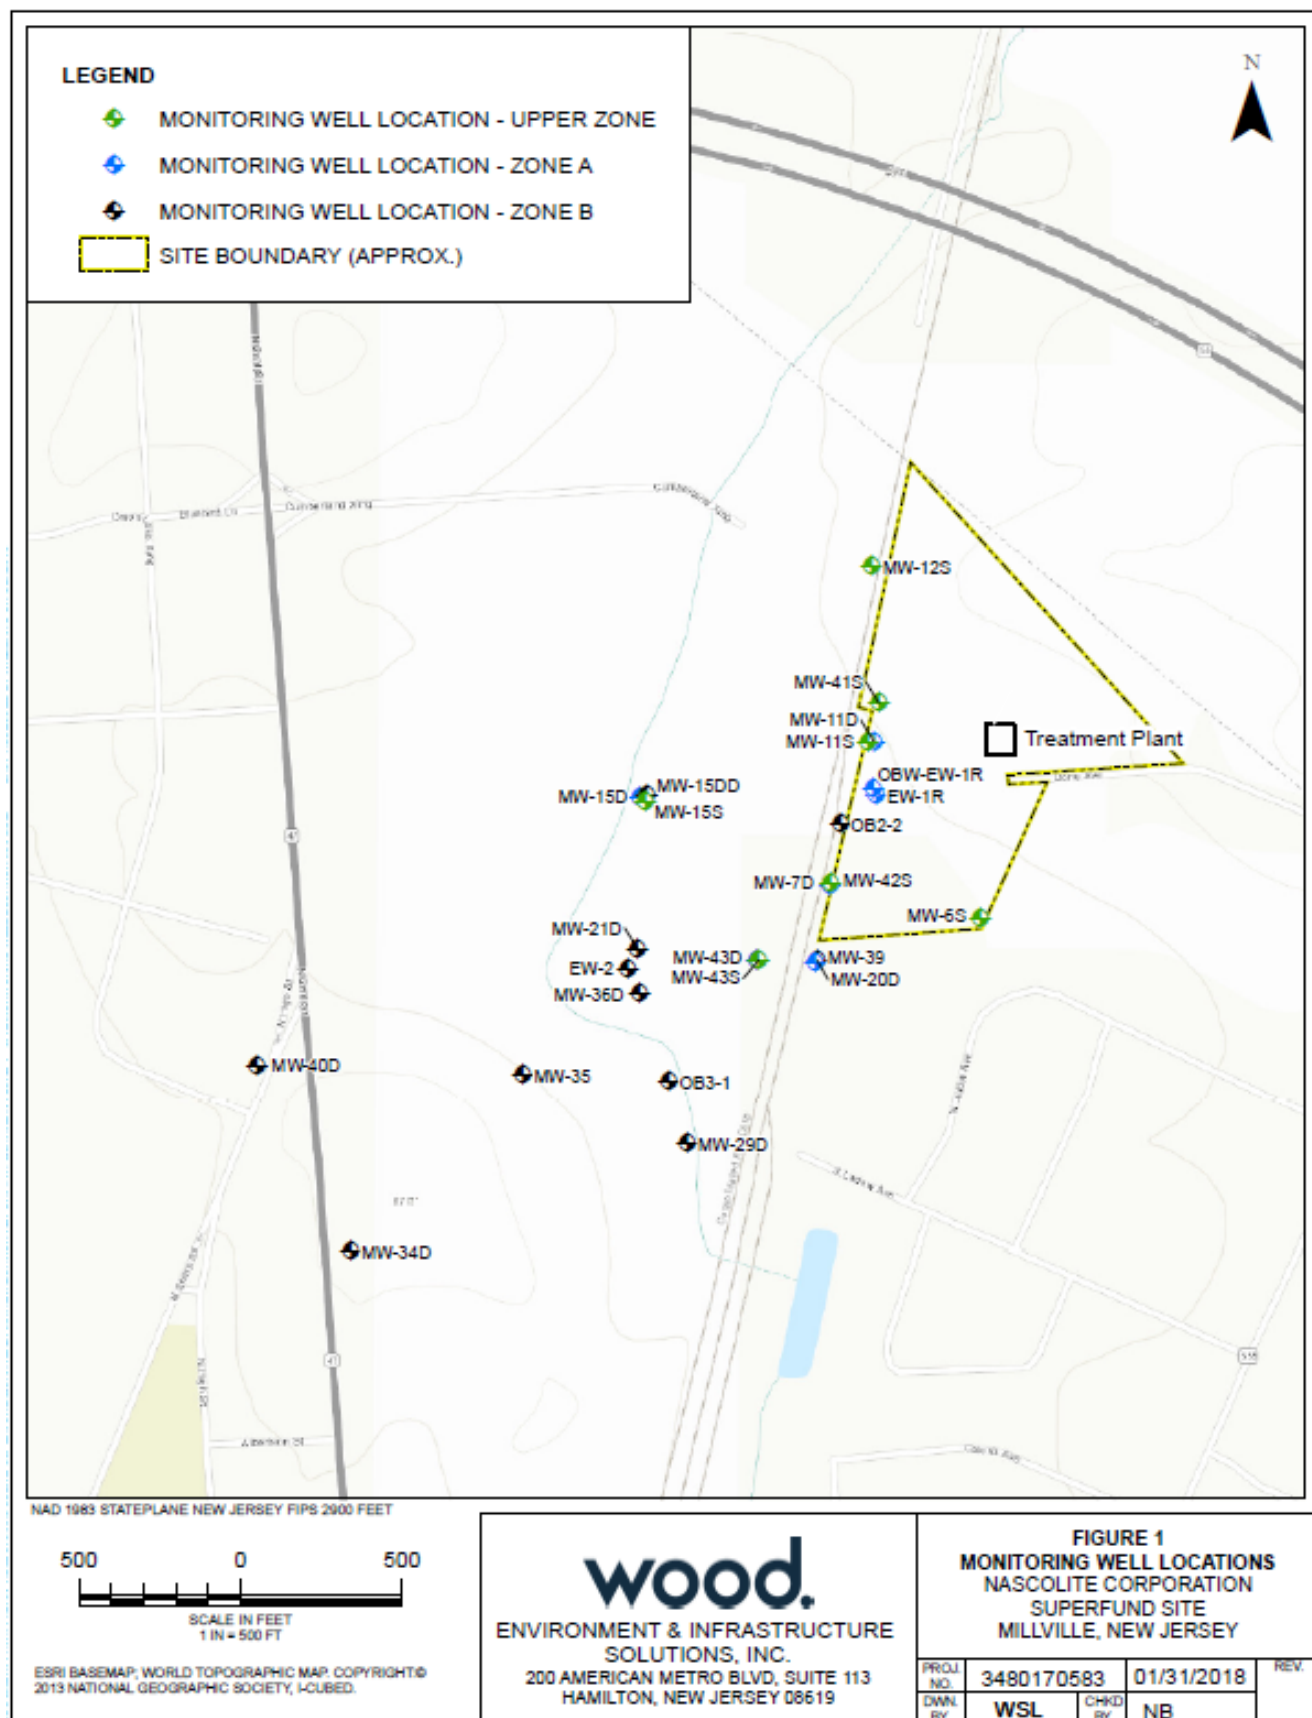 LEGEND
MONITORING WELL LOCATION - UPPER ZONE
MONITORING WELL LOCATION - ZONE A
MONITORING WELL LOCATION - ZONE B
SITE BOUNDARY (APPROX.)
N
MW-12S
MW-41S
MW-11D
MW-11S
Treatment Plant
OBW-EW-1R
EW-1R
MW-15DD
MW-15D
MW-15S
OB2-2
MW-7D
MW-42S
MW-6S
MW-21D
MW-43D
MW-39
EW-2
MW-43S
MW-20D
MW-36D
MW-40D
MW-35
OB3-1
MW-29D
MW-34D
47
47
555
NAD 1983 STATEPLANE NEW JERSEY FIPS 2900 FEET
500 0 500
SCALE IN FEET
1 IN = 500 FT
ESRI BASEMAP; WORLD TOPOGRAPHIC MAP. COPYRIGHT:©
2013 NATIONAL GEOGRAPHIC SOCIETY, I-CUBED.
wood.
ENVIRONMENT & INFRASTRUCTURE
SOLUTIONS, INC.
200 AMERICAN METRO BLVD, SUITE 113
HAMILTON, NEW JERSEY 08619
FIGURE 1
MONITORING WELL LOCATIONS
NASCOLITE CORPORATION
SUPERFUND SITE
MILLVILLE, NEW JERSEY
PROJ. NO. 3480170583 01/31/2018 REV.
DWN. BY WSL CHKD BY NB